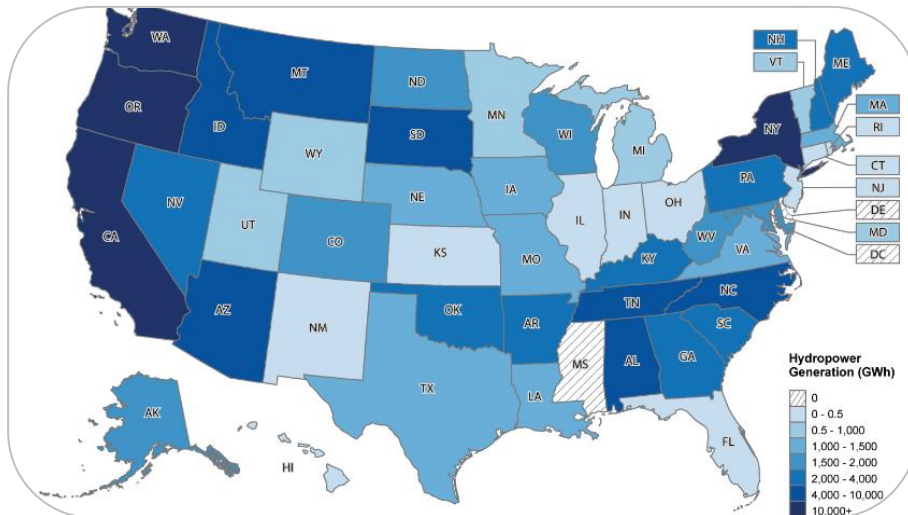 WA
OR
CA
ID
NV
MT
WY
UT
AZ
CO
NM
ND
SD
NE
KS
OK
TX
MN
IA
MO
AR
LA
WI
IL
MI
IN
OH
KY
TN
MS
AL
GA
FL
SC
NC
VA
WV
PA
NY
ME
NH
VT
MA
RI
CT
NJ
DE
MD
DC
AK
HI
Hydropower
Generation (GWh)
0
0 - 0.5
0.5 - 1,000
1,000 - 1,500
1,500 - 2,000
2,000 - 4,000
4,000 - 10,000
10,000+